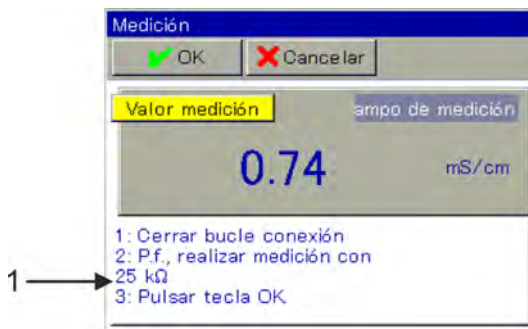 Medición
OK Cancelar
Valor medición ampo de medición
0.74 mS/cm
1: Cerrar bucle conexión
2: P.f., realizar medición con
25 kΩ
3: Pulsar tecla OK
1